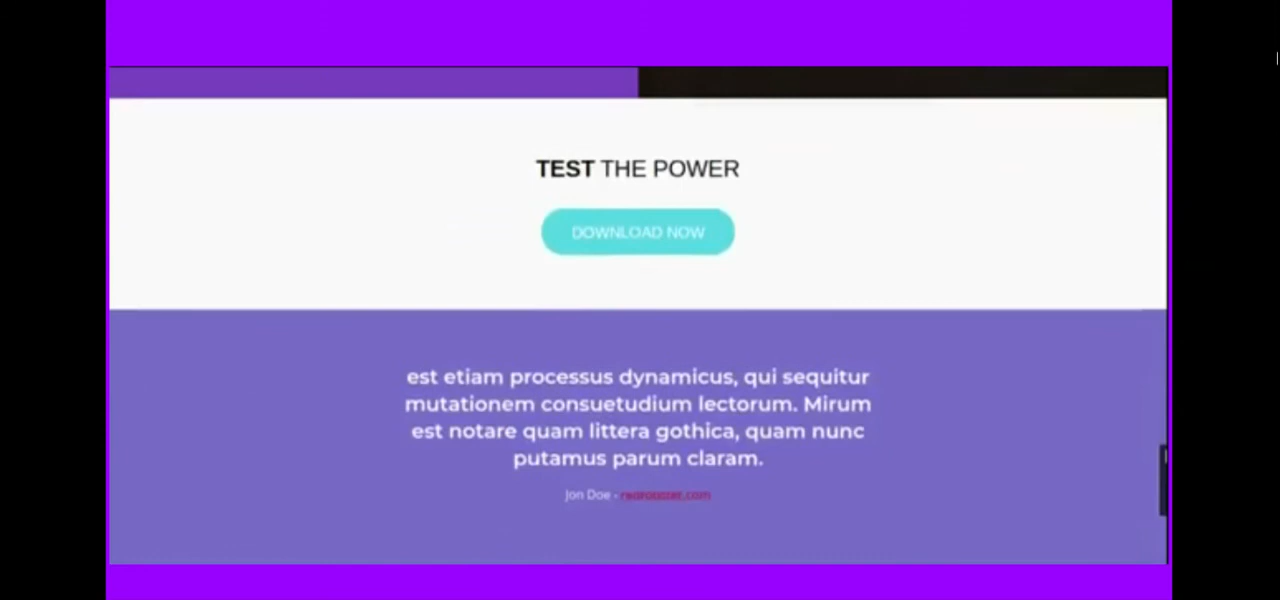 TEST THE POWER
DOWNLOAD NOW
est etiam processus dynamicus, qui sequitur
mutationem consuetudium lectorum. Mirum
est notare quam littera gothica, quam nunc
putamus parum claram.
Jon Doe -